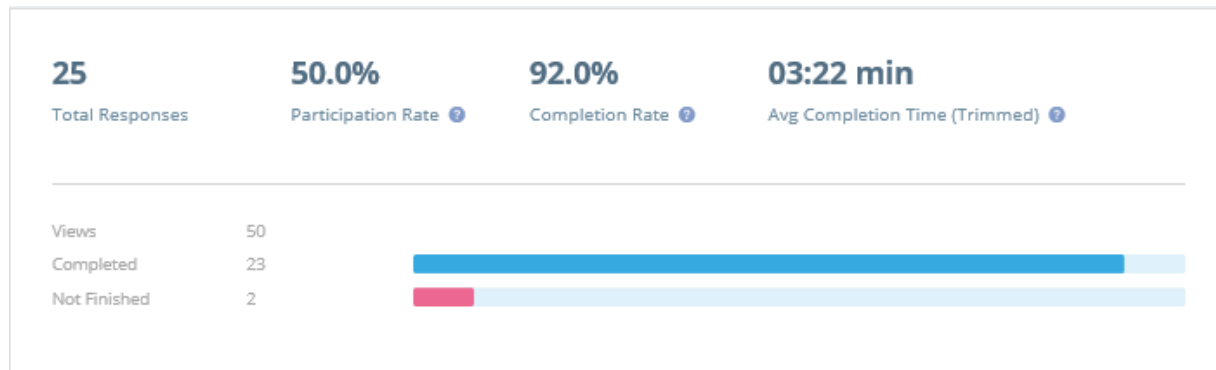 25 50.0% 92.0% 03:22 min
Total Responses Participation Rate ? Completion Rate ? Avg Completion Time (Trimmed) ?
Views 50
Completed 23
Not Finished 2